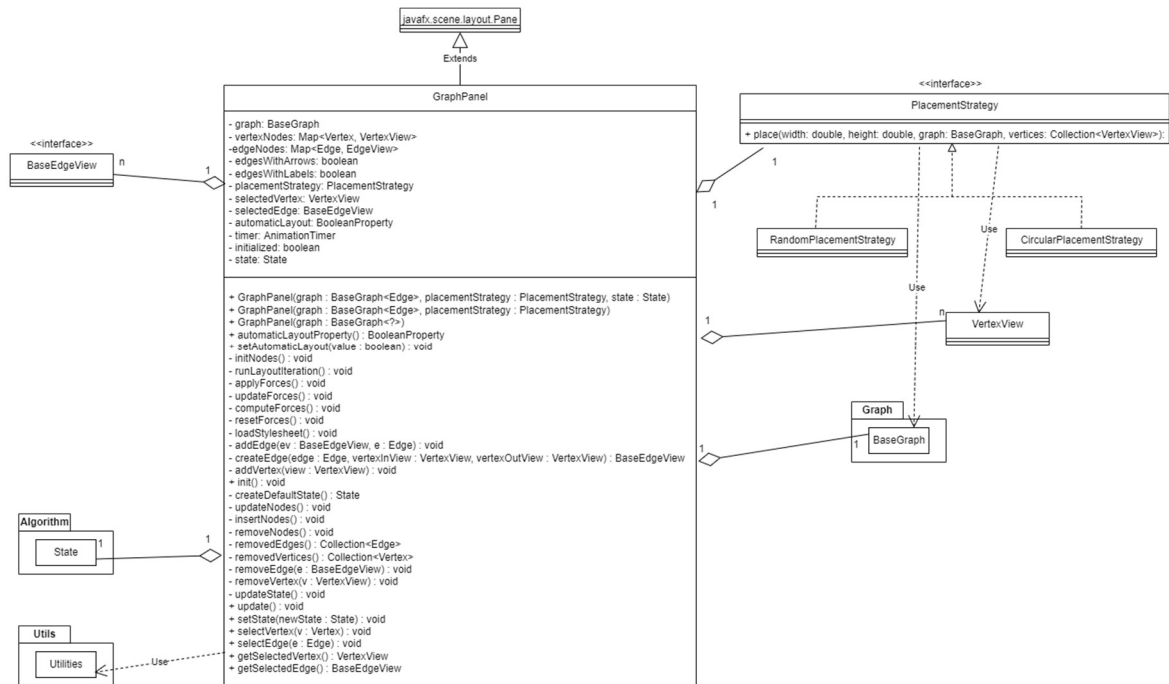 javafx.scene.layout.Pane
Extends
GraphPanel
- graph: BaseGraph
- vertexNodes: Map<Vertex, VertexView>
-edgeNodes: Map<Edge, EdgeView>
- edgesWithArrows: boolean
- edgesWithLabels: boolean
- placementStrategy: PlacementStrategy
- selectedVertex: VertexView
- selectedEdge: BaseEdgeView
- automaticLayout: BooleanProperty
- timer: AnimationTimer
- initialized: boolean
- state: State
+ GraphPanel(graph : BaseGraph<Edge>, placementStrategy : PlacementStrategy, state : State)
+ GraphPanel(graph : BaseGraph<Edge>, placementStrategy : PlacementStrategy)
+ GraphPanel(graph : BaseGraph<?>)
+ automaticLayoutProperty() : BooleanProperty
+ setAutomaticLayout(value : boolean) : void
- initNodes() : void
- runLayoutIteration() : void
- applyForces() : void
- updateForces() : void
- computeForces() : void
- resetForces() : void
- loadStylesheet() : void
- addEdge(ev : BaseEdgeView, e : Edge) : void
- createEdge(edge : Edge, vertexInView : VertexView, vertexOutView : VertexView) : BaseEdgeView
- addVertex(view : VertexView) : void
+ init() : void
- createDefaultState() : State
- updateNodes() : void
- insertNodes() : void
- removeNodes() : void
- removedEdges() : Collection<Edge>
- removedVertices() : Collection<Vertex>
- removeEdge(e : BaseEdgeView) : void
- removeVertex(v : VertexView) : void
- updateState() : void
+ update() : void
+ setState(newState : State) : void
+ selectVertex(v : Vertex) : void
+ selectEdge(e : Edge) : void
+ getSelectedVertex() : VertexView
+ getSelectedEdge() : BaseEdgeView
<<interface>>
BaseEdgeView
n
1
<<interface>>
PlacementStrategy
+ place(width: double, height: double, graph: BaseGraph, vertices: Collection<VertexView>):
1
1
RandomPlacementStrategy
CircularPlacementStrategy
Use
Use
1
n
VertexView
Graph
BaseGraph
1
1
Algorithm
State
1
1
Utils
Utilities
Use